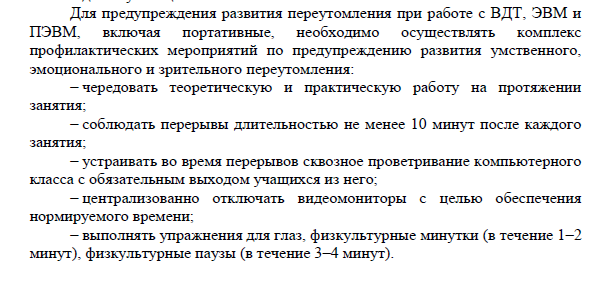 Для предупреждения развития переутомления при работе с ВДТ, ЭВМ и
ПЭВМ, включая портативные, необходимо осуществлять комплекс
профилактических мероприятий по предупреждению развития умственного,
эмоционального и зрительного переутомления:
– чередовать теоретическую и практическую работу на протяжении
занятия;
– соблюдать перерывы длительностью не менее 10 минут после каждого
занятия;
– устраивать во время перерывов сквозное проветривание компьютерного
класса с обязательным выходом учащихся из него;
– централизованно отключать видеомониторы с целью обеспечения
нормируемого времени;
– выполнять упражнения для глаз, физкультурные минутки (в течение 1–2
минут), физкультурные паузы (в течение 3–4 минут).